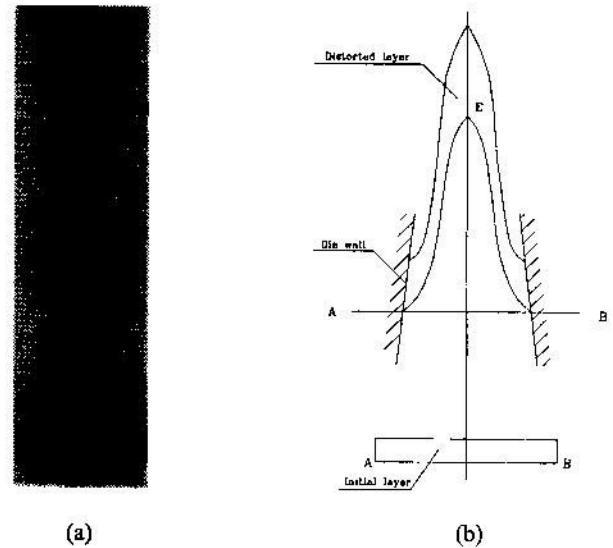 Distorted layer
E
Die wall
A
B
A
B
Initial layer
(a)
(b)